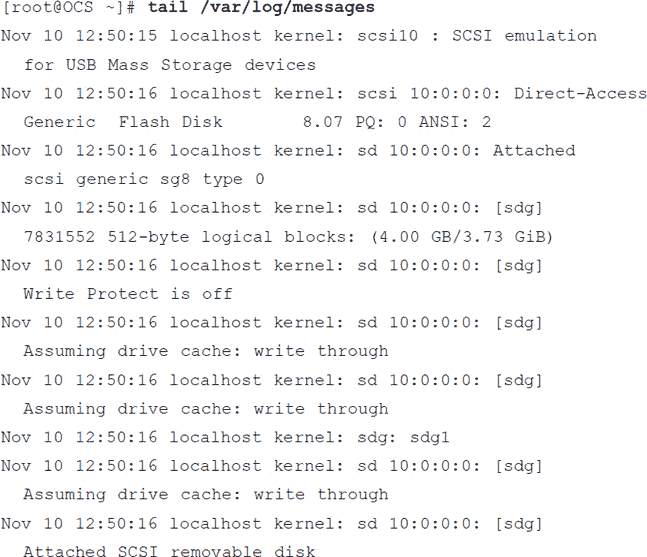 [root@OCS ~]# tail /var/log/messages
Nov 10 12:50:15 localhost kernel: scsi10 : SCSI emulation
for USB Mass Storage devices
Nov 10 12:50:16 localhost kernel: scsi 10:0:0:0: Direct-Access
Generic  Flash Disk       8.07 PQ: 0 ANSI: 2
Nov 10 12:50:16 localhost kernel: sd 10:0:0:0: Attached
scsi generic sg8 type 0
Nov 10 12:50:16 localhost kernel: sd 10:0:0:0: [sdg]
7831552 512-byte logical blocks: (4.00 GB/3.73 GiB)
Nov 10 12:50:16 localhost kernel: sd 10:0:0:0: [sdg]
Write Protect is off
Nov 10 12:50:16 localhost kernel: sd 10:0:0:0: [sdg]
Assuming drive cache: write through
Nov 10 12:50:16 localhost kernel: sd 10:0:0:0: [sdg]
Assuming drive cache: write through
Nov 10 12:50:16 localhost kernel: sdg: sdg1
Nov 10 12:50:16 localhost kernel: sd 10:0:0:0: [sdg]
Assuming drive cache: write through
Nov 10 12:50:16 localhost kernel: sd 10:0:0:0: [sdg]
Attached SCSI removable disk